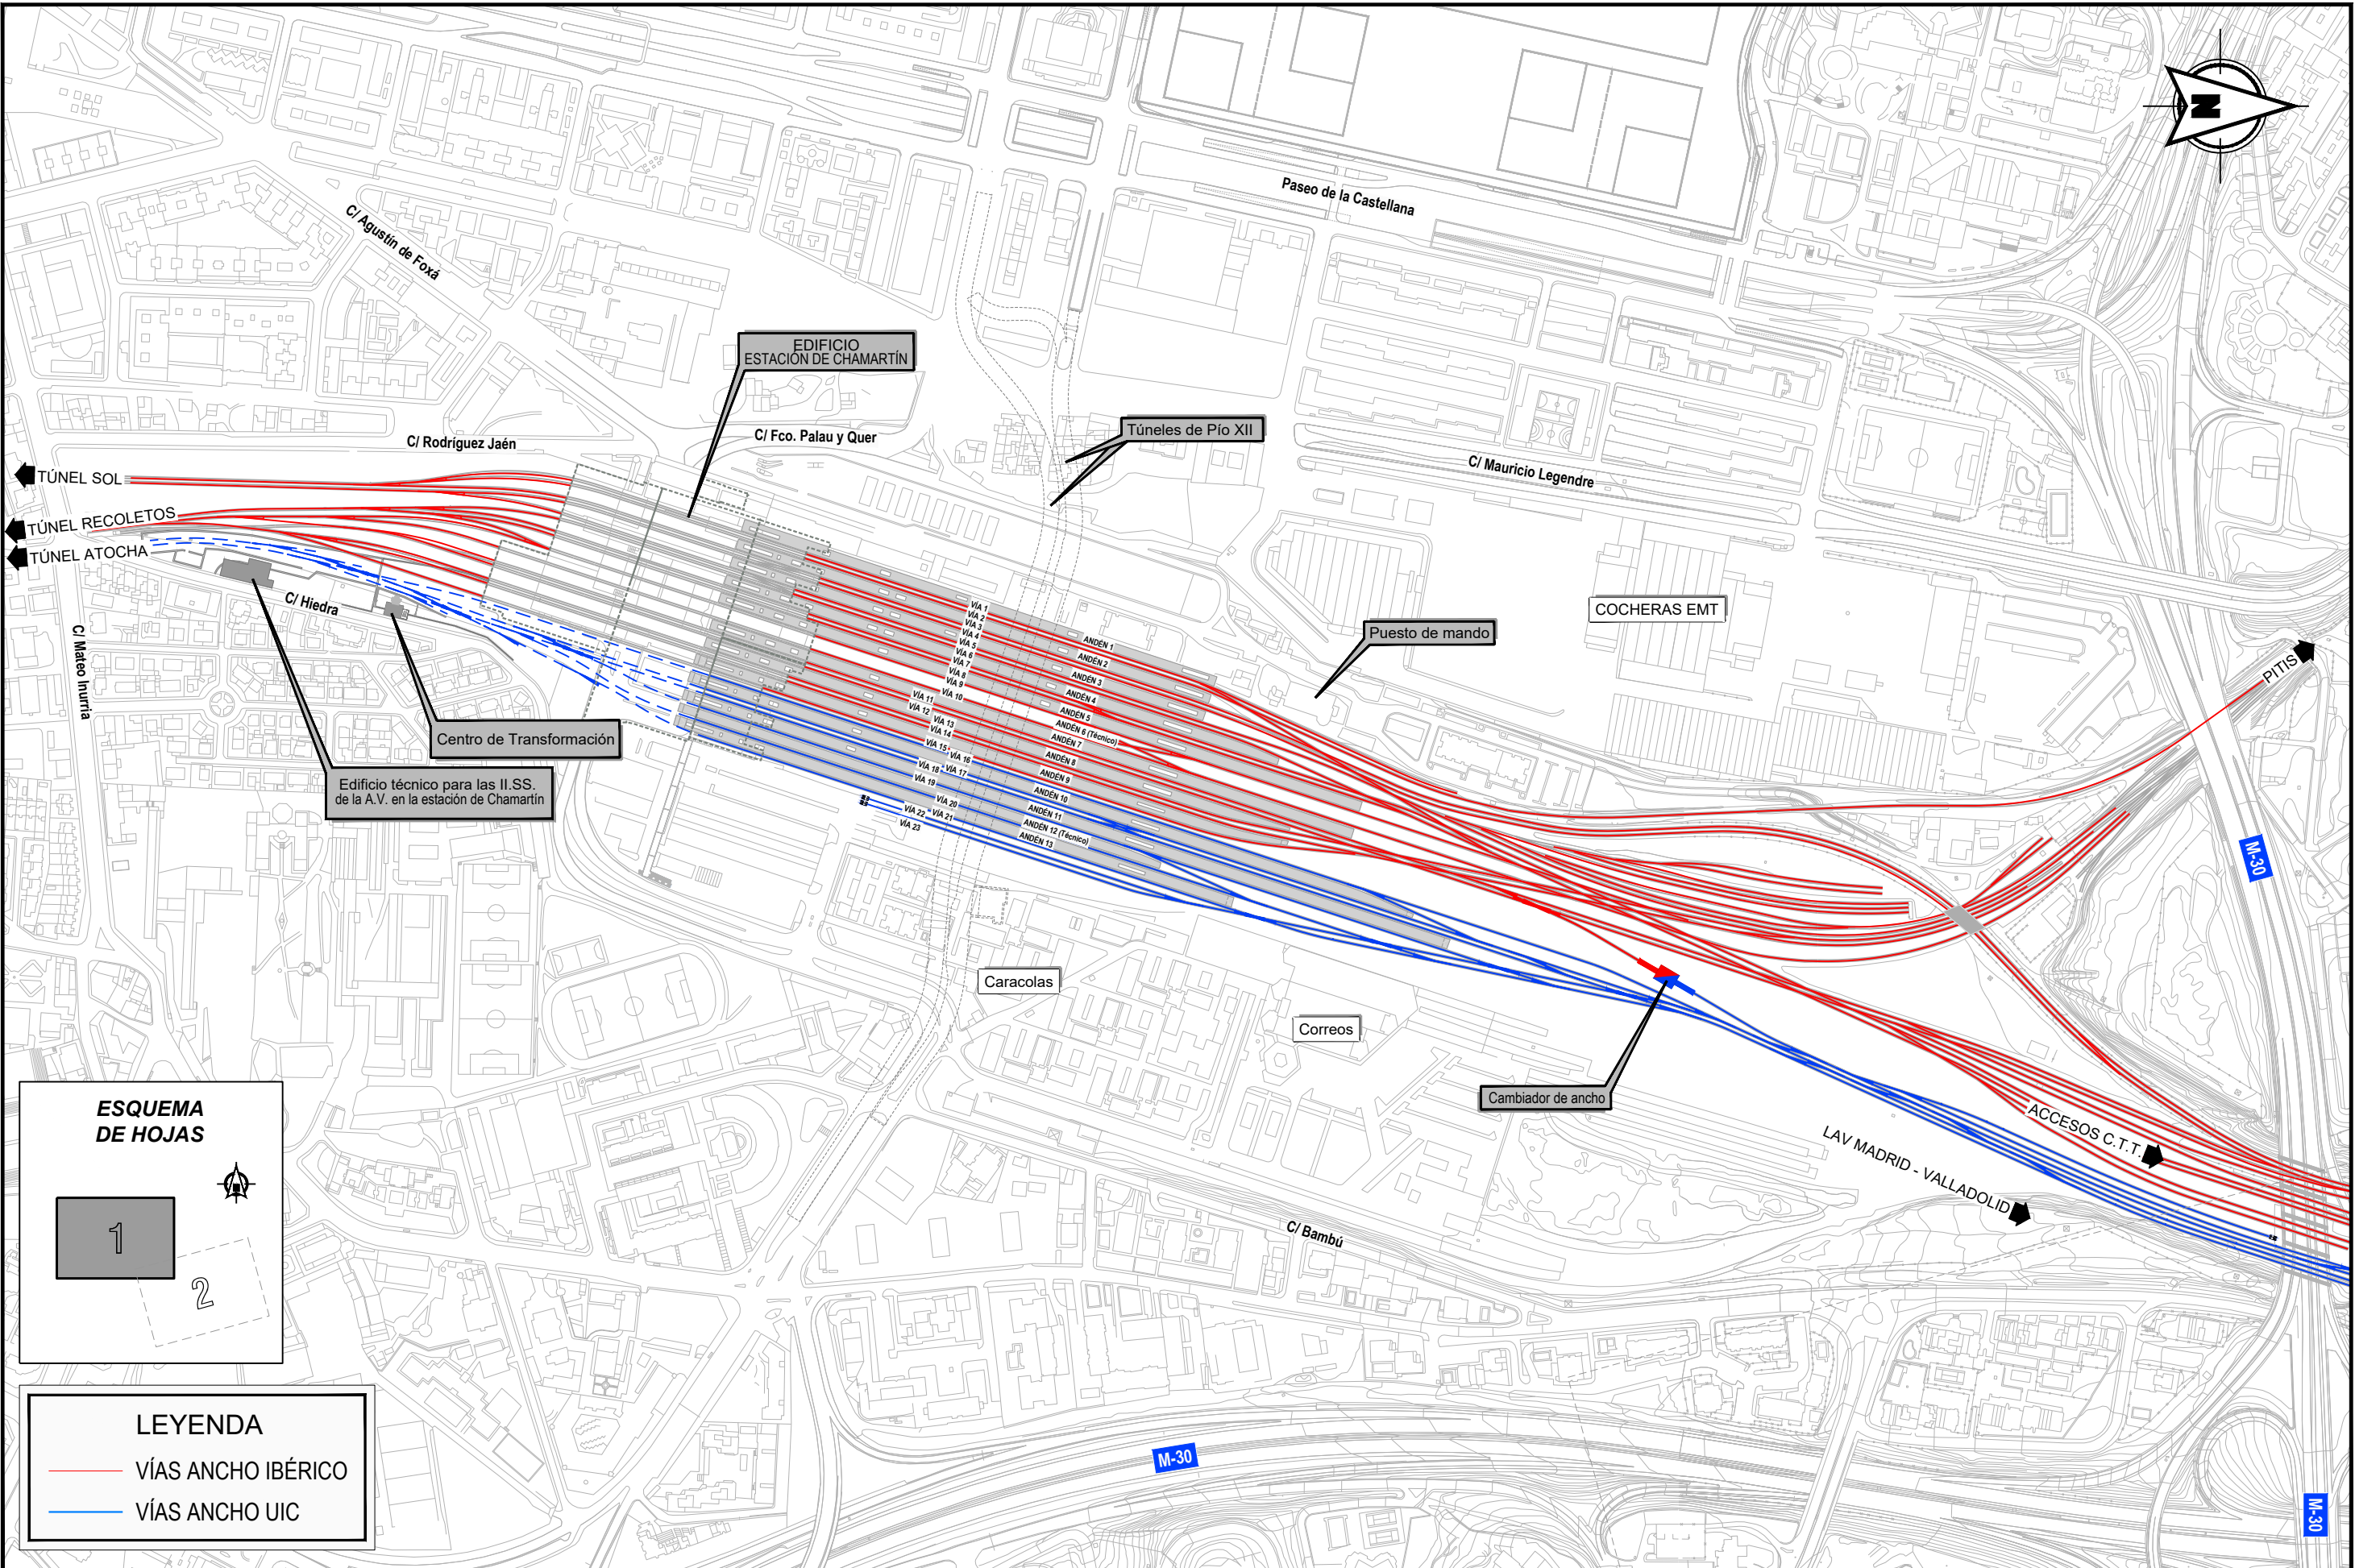 N
Paseo de la Castellana
C/ Agustín de Foxá
EDIFICIO
ESTACIÓN DE CHAMARTÍN
C/ Rodríguez Jaén
C/ Fco. Palau y Quer
Túneles de Pío XII
C/ Mauricio Legendre
TÚNEL SOL
TÚNEL RECOLETOS
TÚNEL ATOCHA
C/ Hiedra
C/ Mateo Inurria
COCHERAS EMT
Puesto de mando
PITIS
VÍA 1
VÍA 2
VÍA 3
VÍA 4
VÍA 5
VÍA 6
VÍA 7
VÍA 8
VÍA 9
VÍA 10
VÍA 11
VÍA 12
VÍA 13
VÍA 14
VÍA 15
VÍA 16
VÍA 17
VÍA 18
VÍA 19
VÍA 20
VÍA 21
VÍA 22
VÍA 23
ANDÉN 1
ANDÉN 2
ANDÉN 3
ANDÉN 4
ANDÉN 5
ANDÉN 6 (Técnico)
ANDÉN 7
ANDÉN 8
ANDÉN 9
ANDÉN 10
ANDÉN 11
ANDÉN 12 (Técnico)
ANDÉN 13
Centro de Transformación
Edificio técnico para las II.SS.
de la A.V. en la estación de Chamartín
M-30
Caracolas
Correos
Cambiador de ancho
ACCESOS C.T.T.
LAV MADRID - VALLADOLID
C/ Bambú
ESQUEMA
DE HOJAS
1
2
LEYENDA
VÍAS ANCHO IBÉRICO
VÍAS ANCHO UIC
M-30
M-30